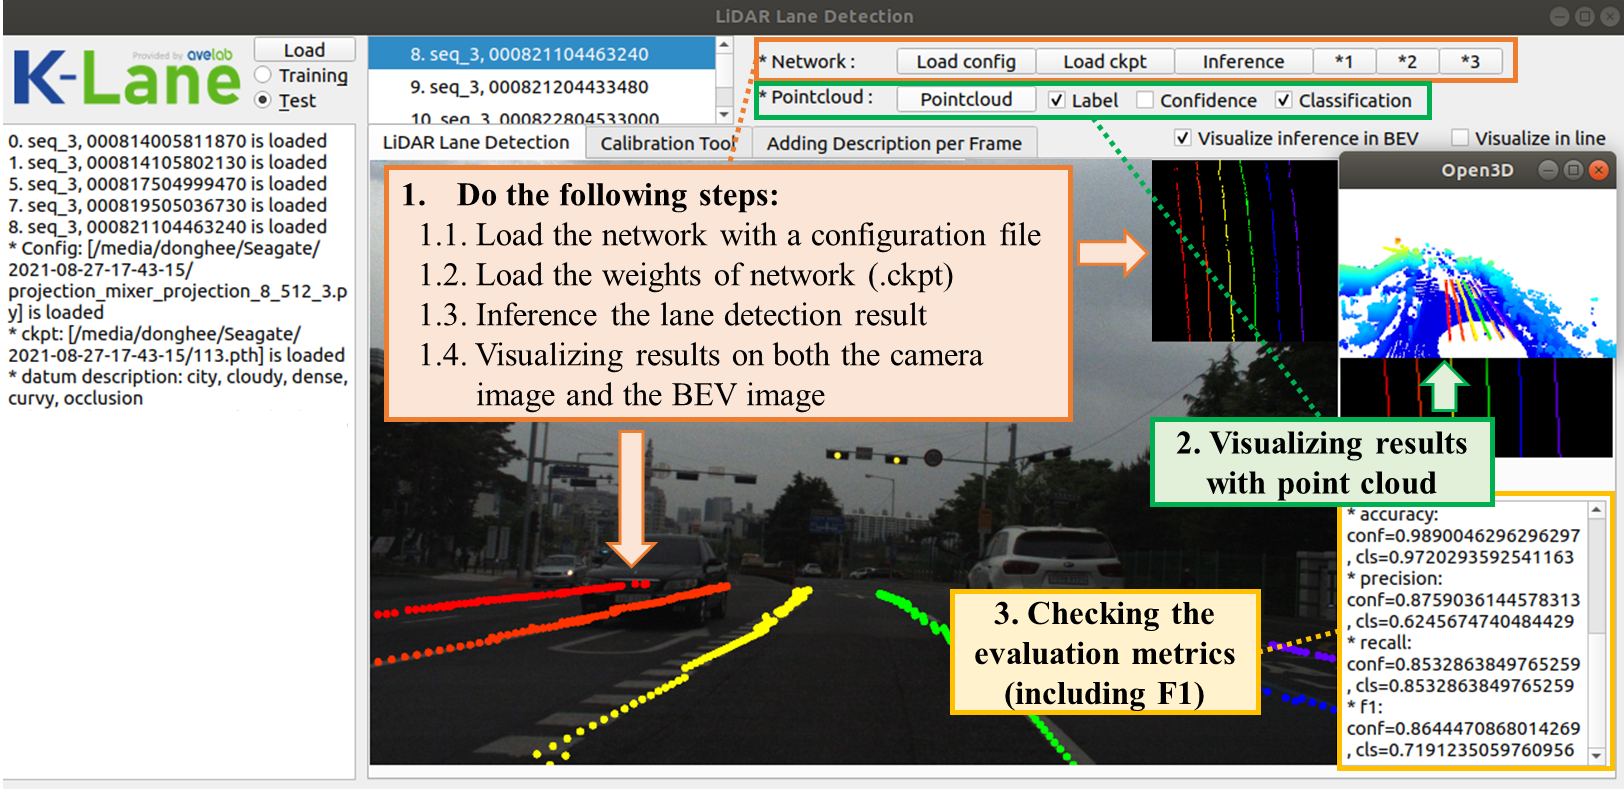 LiDAR Lane Detection
Provided by avelab
K-Lane
Load
Training
Test
8. seq_3, 000821104463240
9. seq_3, 000821204433480
10. seq_3, 000822804533000
* Network :
Load config
Load ckpt
Inference
*1
*2
*3
* Pointcloud :
Pointcloud
Label
Confidence
Classification
LiDAR Lane Detection
Calibration Tool
Adding Description per Frame
Visualize inference in BEV
Visualize in line
0. seq_3, 000814005811870 is loaded
1. seq_3, 000814105802130 is loaded
5. seq_3, 000817504999470 is loaded
7. seq_3, 000819505036730 is loaded
8. seq_3, 000821104463240 is loaded
* Config: [/media/donghee/Seagate/
2021-08-27-17-43-15/
projection_mixer_projection_8_512_3.p
y] is loaded
* ckpt: [/media/donghee/Seagate/
2021-08-27-17-43-15/113.pth] is loaded
* datum description: city, cloudy, dense,
curvy, occlusion
1. Do the following steps:
1.1. Load the network with a configuration file
1.2. Load the weights of network (.ckpt)
1.3. Inference the lane detection result
1.4. Visualizing results on both the camera
image and the BEV image
Open3D
2. Visualizing results
with point cloud
3. Checking the
evaluation metrics
(including F1)
* accuracy:
conf=0.9890046296296297
, cls=0.9720293592541163
* precision:
conf=0.8759036144578313
, cls=0.6245674740484429
* recall:
conf=0.8532863849765259
, cls=0.8532863849765259
* f1:
conf=0.8644470868014269
, cls=0.7191235059760956